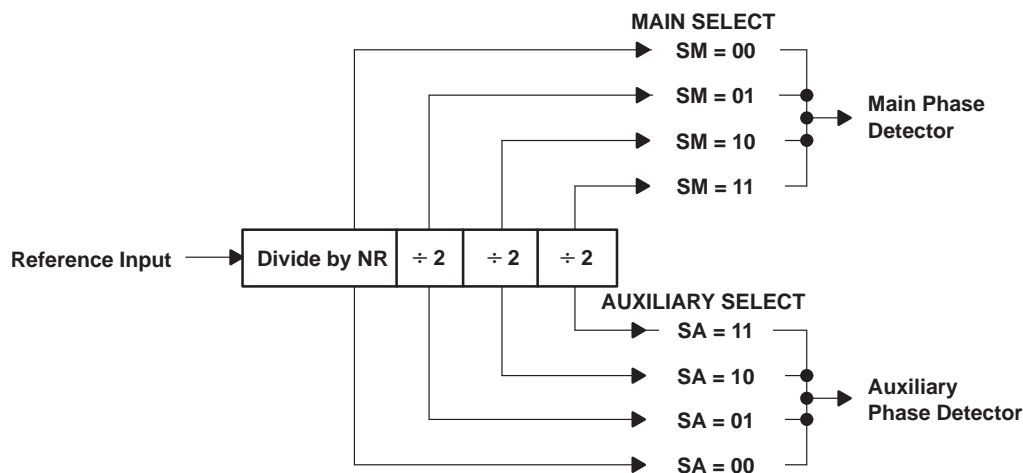 MAIN SELECT
SM = 00
SM = 01
SM = 10
SM = 11
Main Phase
Detector
Reference Input
Divide by NR
÷ 2
÷ 2
÷ 2
AUXILIARY SELECT
SA = 11
SA = 10
SA = 01
SA = 00
Auxiliary
Phase Detector